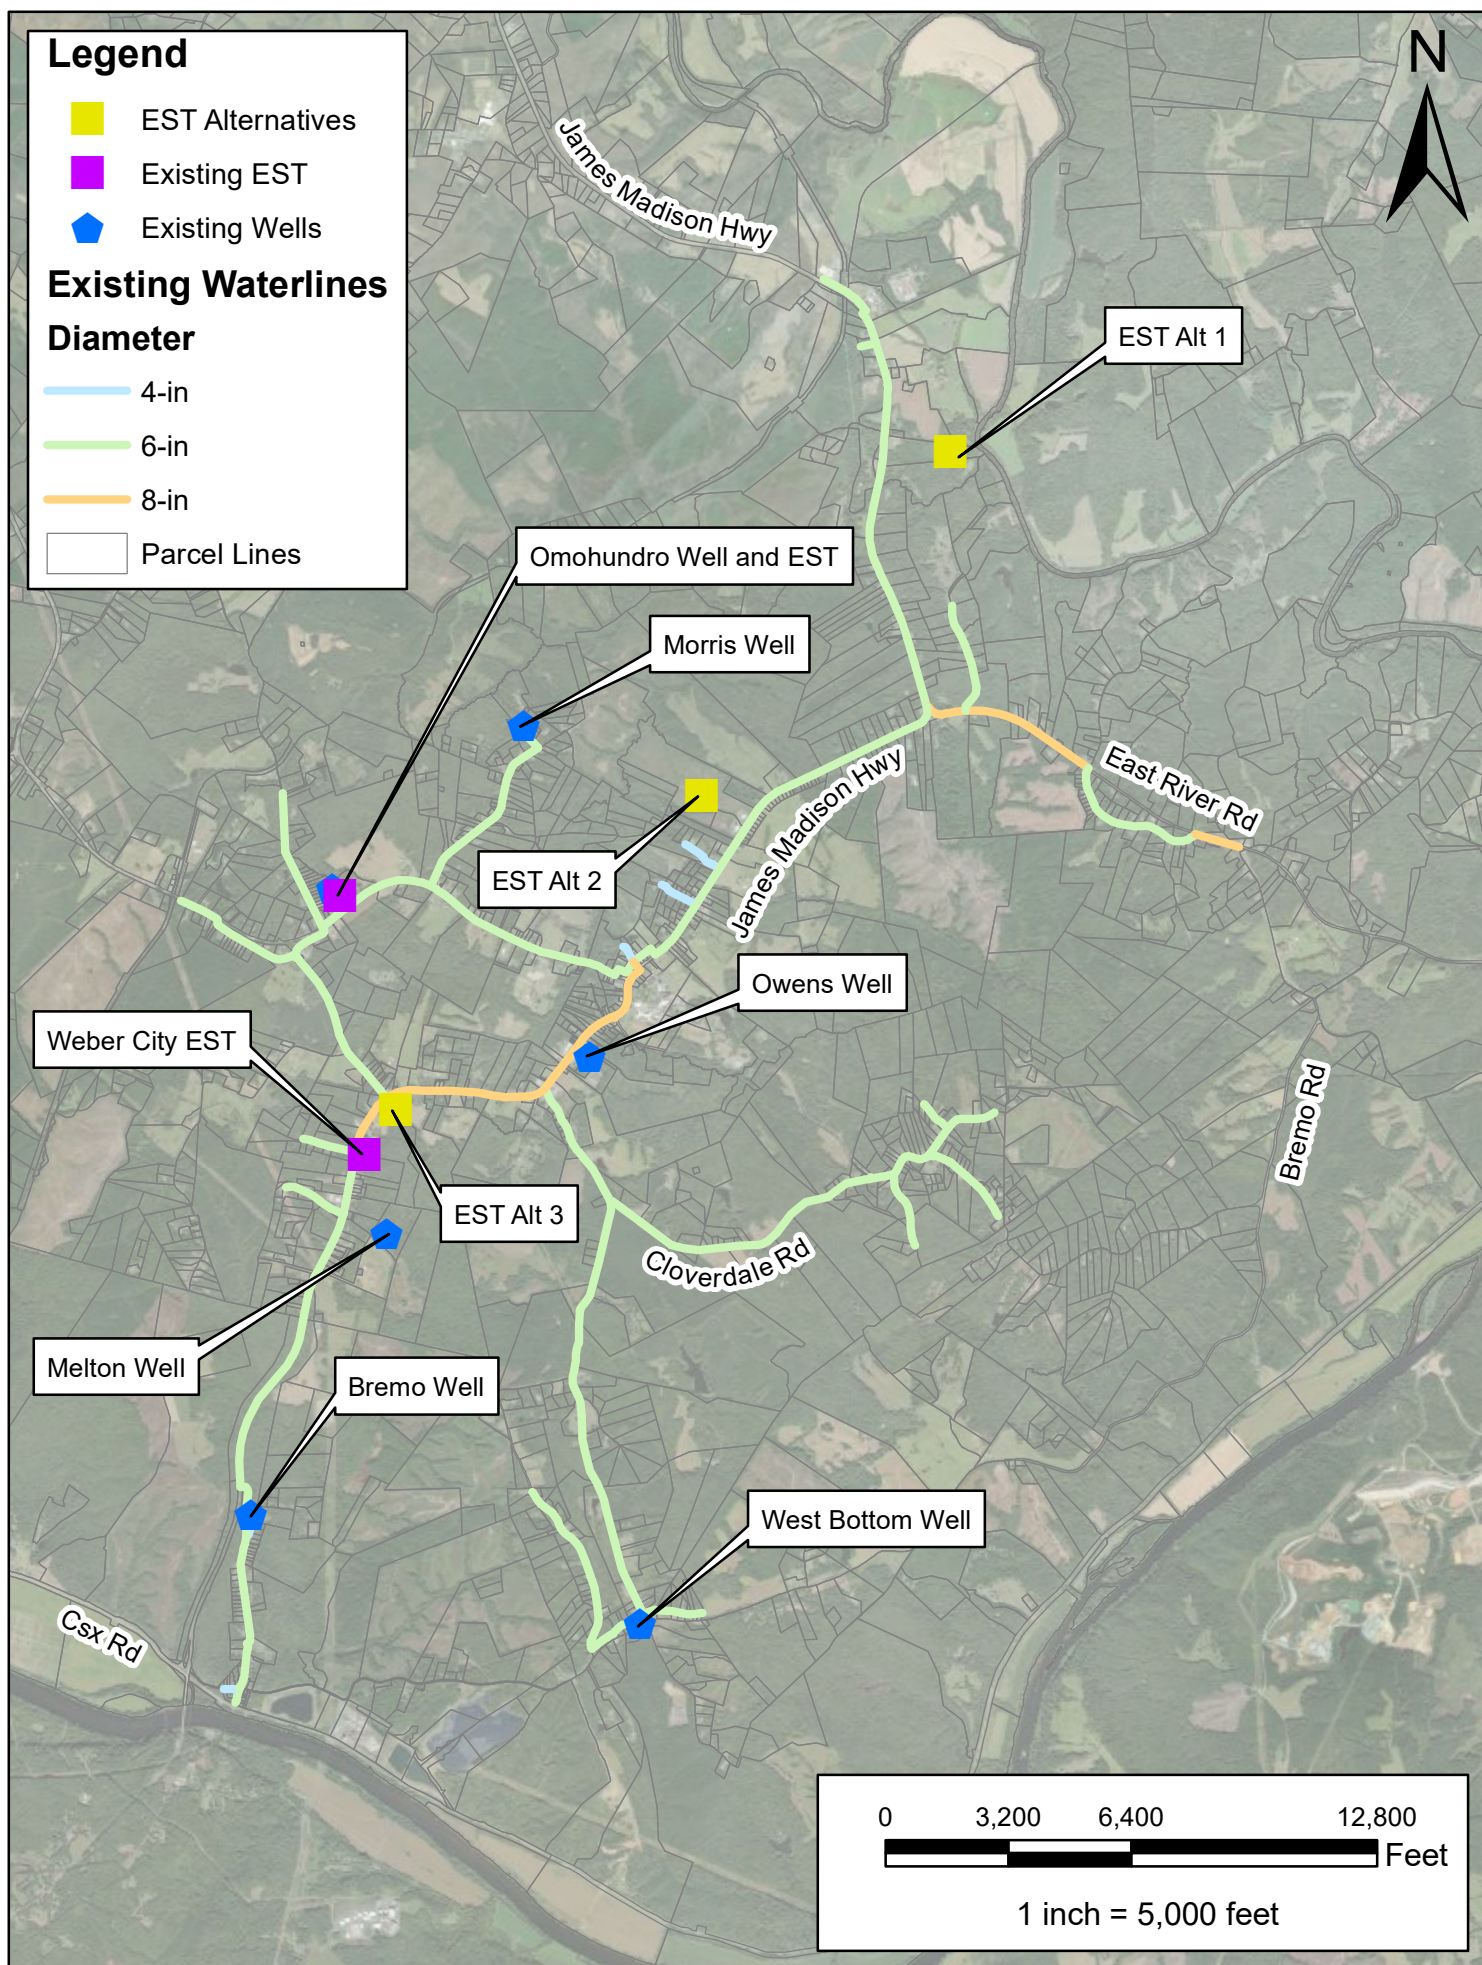 Legend
EST Alternatives
Existing EST
Existing Wells
Existing Waterlines
Diameter
4-in
6-in
8-in
Parcel Lines
N
James Madison Hwy
EST Alt 1
Omohundro Well and EST
Morris Well
East River Rd
James Madison Hwy
EST Alt 2
Owens Well
Weber City EST
Bremo Rd
EST Alt 3
Cloverdale Rd
Melton Well
Bremo Well
West Bottom Well
Csx Rd
0 3,200 6,400 12,800
Feet
1 inch = 5,000 feet